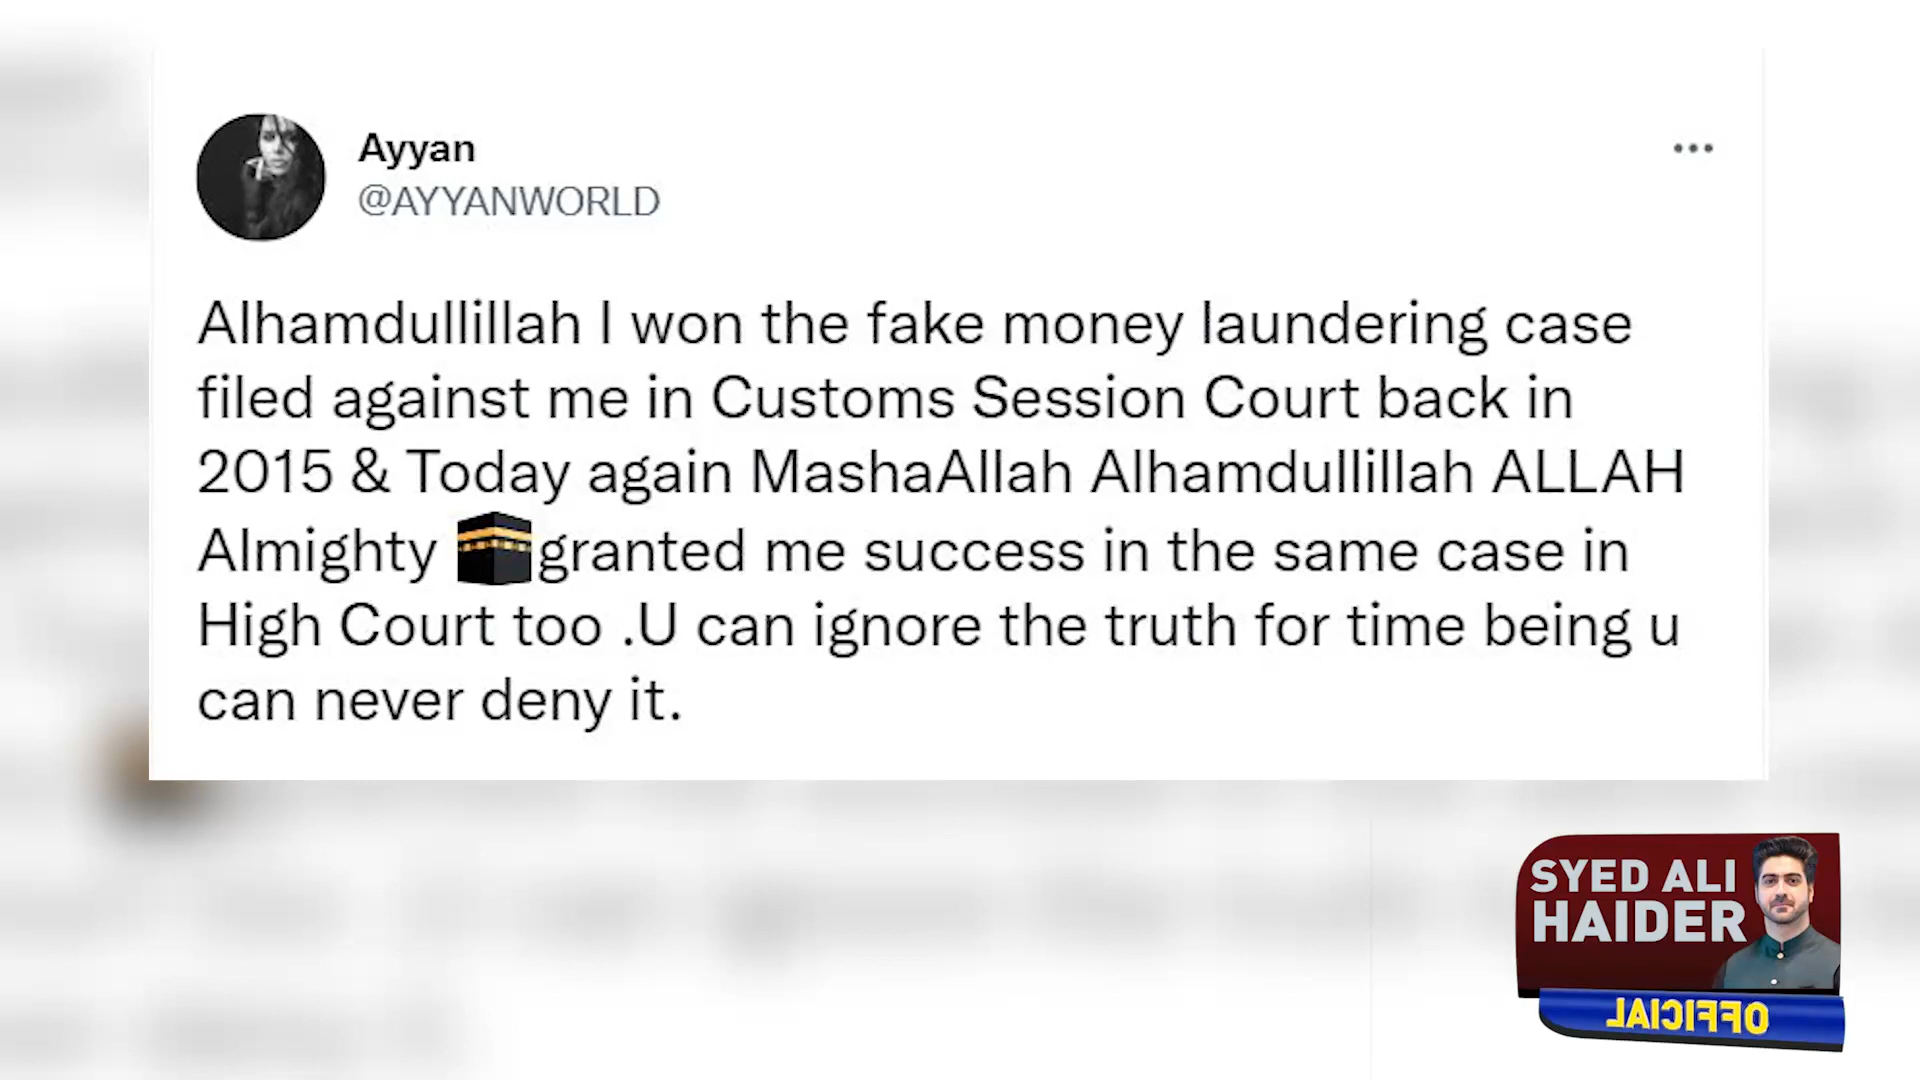 Ayyan
@AYYANWORLD
Alhamdullillah I won the fake money laundering case
filed against me in Customs Session Court back in
2015 & Today again MashaAllah Alhamdullillah ALLAH
Almighty 🕋granted me success in the same case in
High Court too .U can ignore the truth for time being u
can never deny it.
SYED ALI
HAIDER
OFFICIAL